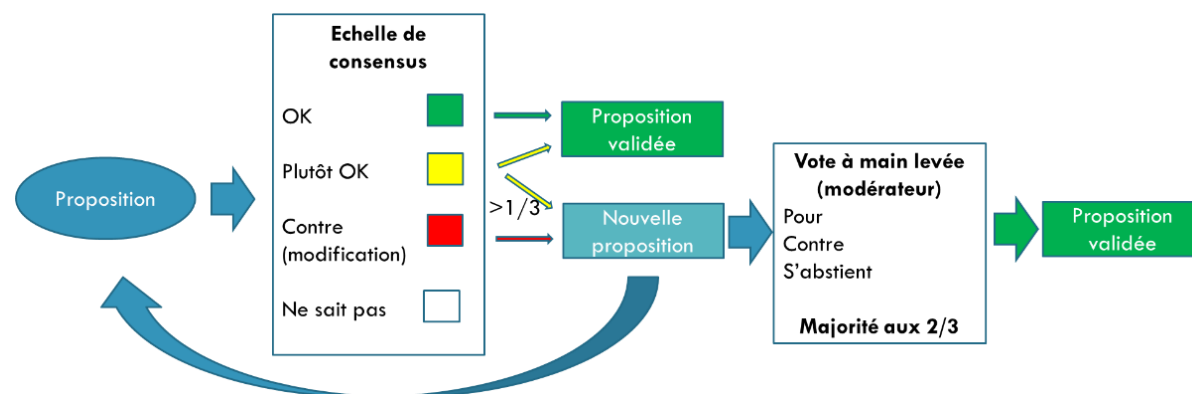 Echelle de
consensus
OK
Proposition
validée
Plutôt OK
Proposition
>1/3
Contre
(modification)
Nouvelle
proposition
Ne sait pas
Vote à main levée
(modérateur)
Pour
Contre
S'abstient
Majorité aux 2/3
Proposition
validée